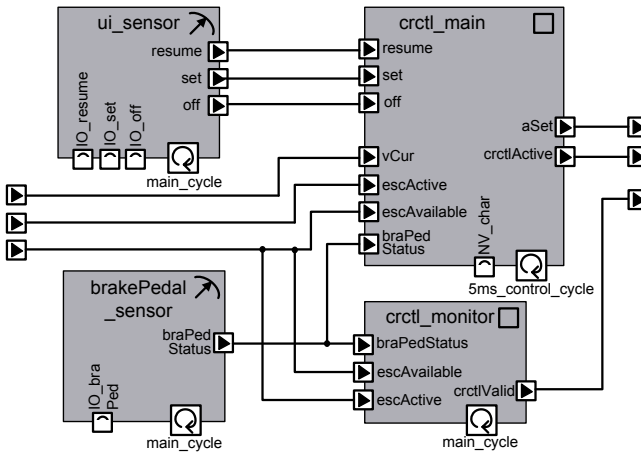 ui_sensor
resume
set
off
IO_resume
IO_set
IO_off
main_cycle
crctl_main
resume
set
off
vCur
escActive
escAvailable
braPed
Status
aSet
crctlActive
NV_char
5ms_control_cycle
brakePedal
_sensor
braPed
Status
IO_bra
Ped
main_cycle
crctl_monitor
braPedStatus
escAvailable
escActive
crctlValid
main_cycle